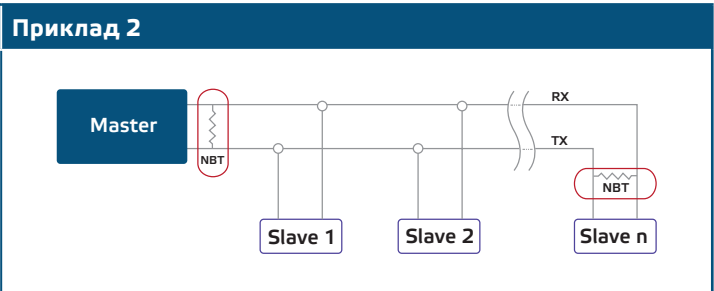 Приклад 2
RX
Master
TX
NBT
NBT
Slave 1
Slave 2
Slave n